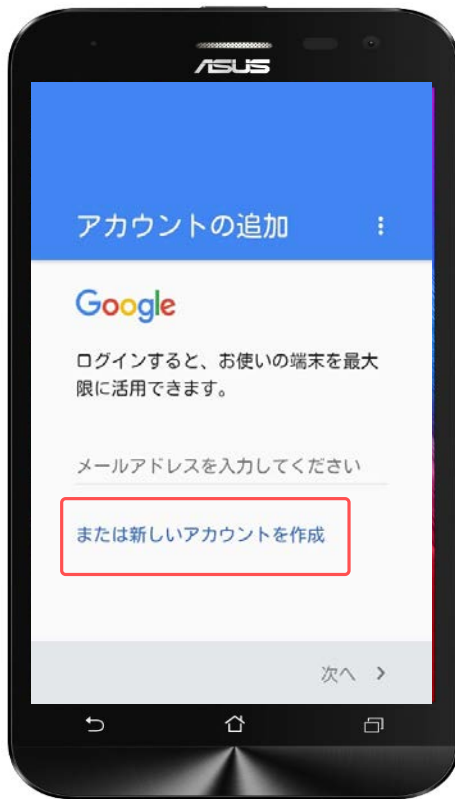 ASUS
アカウントの追加
Google
ログインすると、お使いの端末を最大
限に活用できます。
メールアドレスを入力してください
または新しいアカウントを作成
次へ